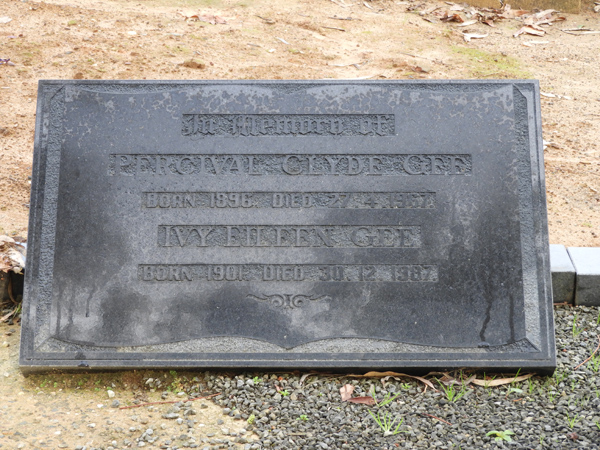 In Memory of
PERCIVAL CLYDE GEE
BORN 1896. DIED 27.4.1967
IVY EILEEN GEE
BORN 1901. DIED 30.12.1987